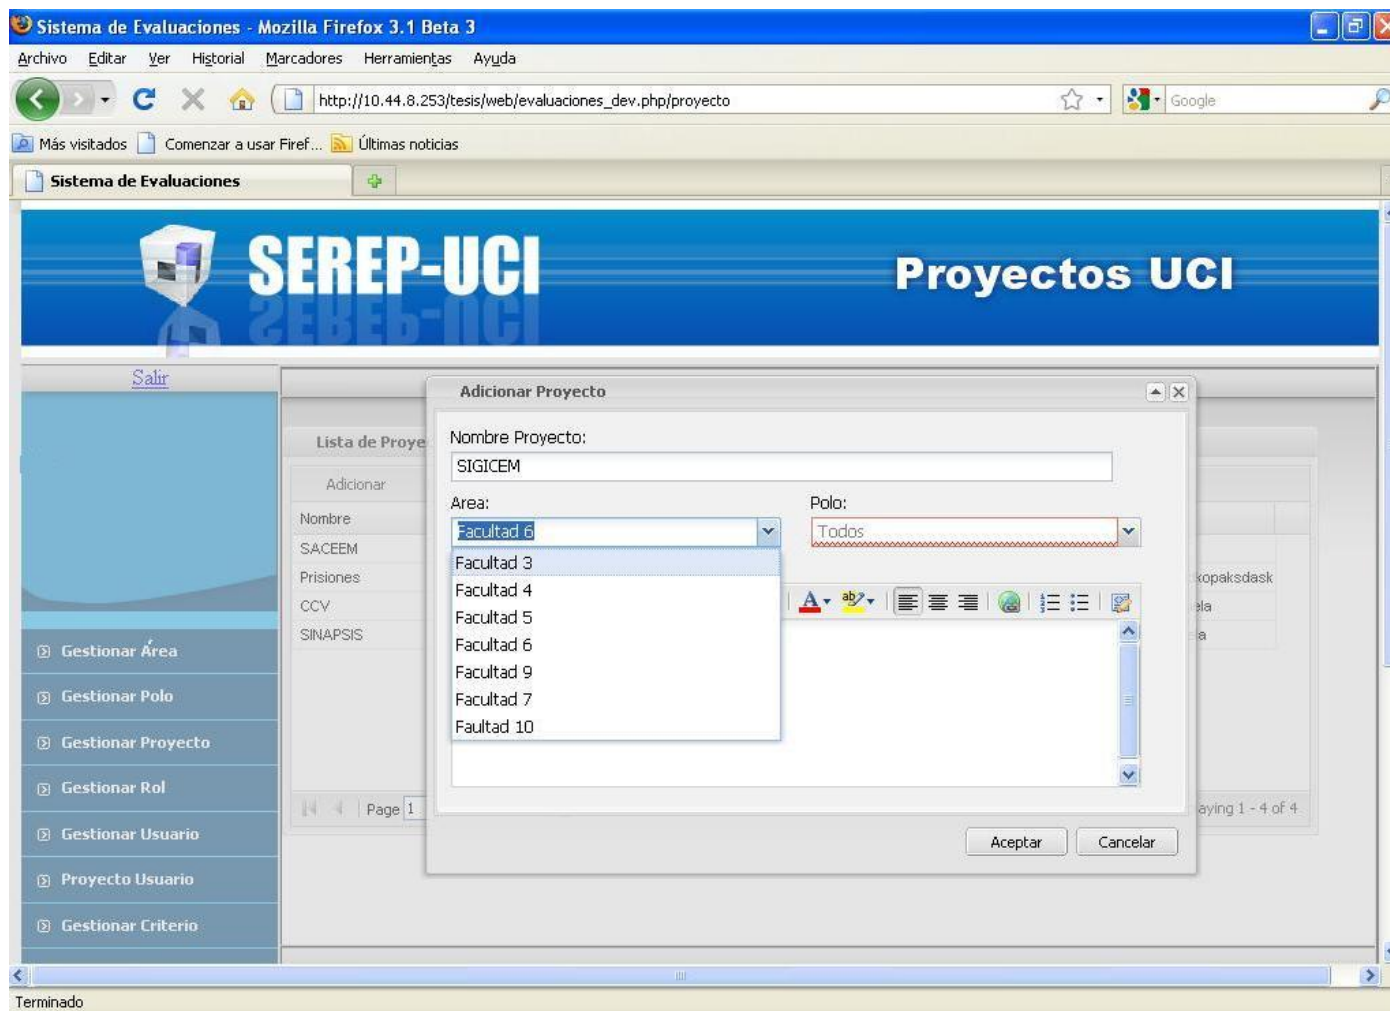 Sistema de Evaluaciones - Mozilla Firefox 3.1 Beta 3
Archivo Editar Ver Historial Marcadores Herramientas Ayuda
http://10.44.8.253/tesis/web/evaluaciones_dev.php/proyecto Google
Más visitados Comenzar a usar Firef... Últimas noticias
Sistema de Evaluaciones
SEREP-UCI Proyectos UCI
Salir
Adicionar Proyecto
Lista de Proye
Nombre Proyecto:
SIGICEM
Adicionar
Area: Polo:
Nombre
Facultad 6 Todos
SACEEM
Facultad 3
Prisiones kopaksdask
Facultad 4
CCV ela
Facultad 5
SINAPSIS a
Facultad 6
Facultad 9
Facultad 7
Faultad 10
Gestionar Área
Gestionar Polo
Gestionar Proyecto
Gestionar Rol
Gestionar Usuario
Proyecto Usuario
Gestionar Criterio
Page 1 aying 1 - 4 of 4
Aceptar Cancelar
Terminado